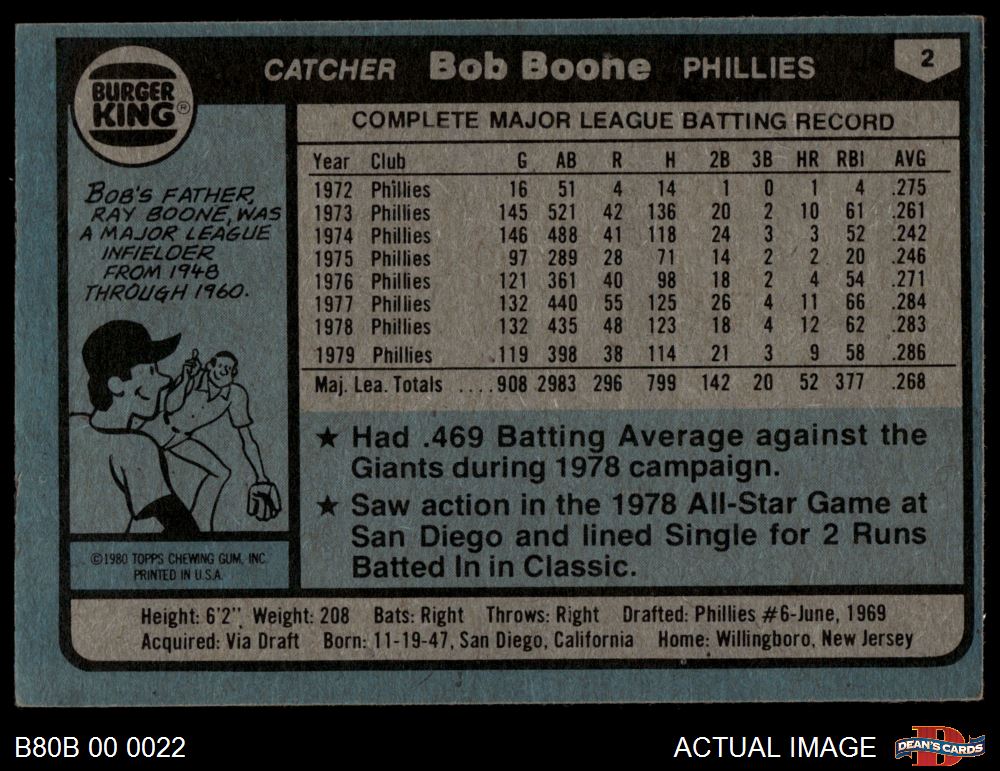 BURGER KING®
CATCHER Bob Boone PHILLIES 2
BOB'S FATHER,
RAY BOONE, WAS
A MAJOR LEAGUE
INFIELDER
FROM 1948
THROUGH 1960.
©1980 TOPPS CHEWING GUM, INC.
PRINTED IN U.S.A.
COMPLETE MAJOR LEAGUE BATTING RECORD
Year Club G AB R H 2B 3B HR RBI AVG
1972 Phillies 16 51 4 14 1 0 1 4 .275
1973 Phillies 145 521 42 136 20 2 10 61 .261
1974 Phillies 146 488 41 118 24 3 3 52 .242
1975 Phillies 97 289 28 71 14 2 2 20 .246
1976 Phillies 121 361 40 98 18 2 4 54 .271
1977 Phillies 132 440 55 125 26 4 11 66 .284
1978 Phillies 132 435 48 123 18 4 12 62 .283
1979 Phillies 119 398 38 114 21 3 9 58 .286
Maj. Lea. Totals ....908 2983 296 799 142 20 52 377 .268
★ Had .469 Batting Average against the
Giants during 1978 campaign.
★ Saw action in the 1978 All-Star Game at
San Diego and lined Single for 2 Runs
Batted In in Classic.
Height: 6'2" Weight: 208 Bats: Right Throws: Right Drafted: Phillies #6-June, 1969
Acquired: Via Draft Born: 11-19-47, San Diego, California Home: Willingboro, New Jersey
B80B 00 0022
ACTUAL IMAGE
D
DEAN'S CARDS